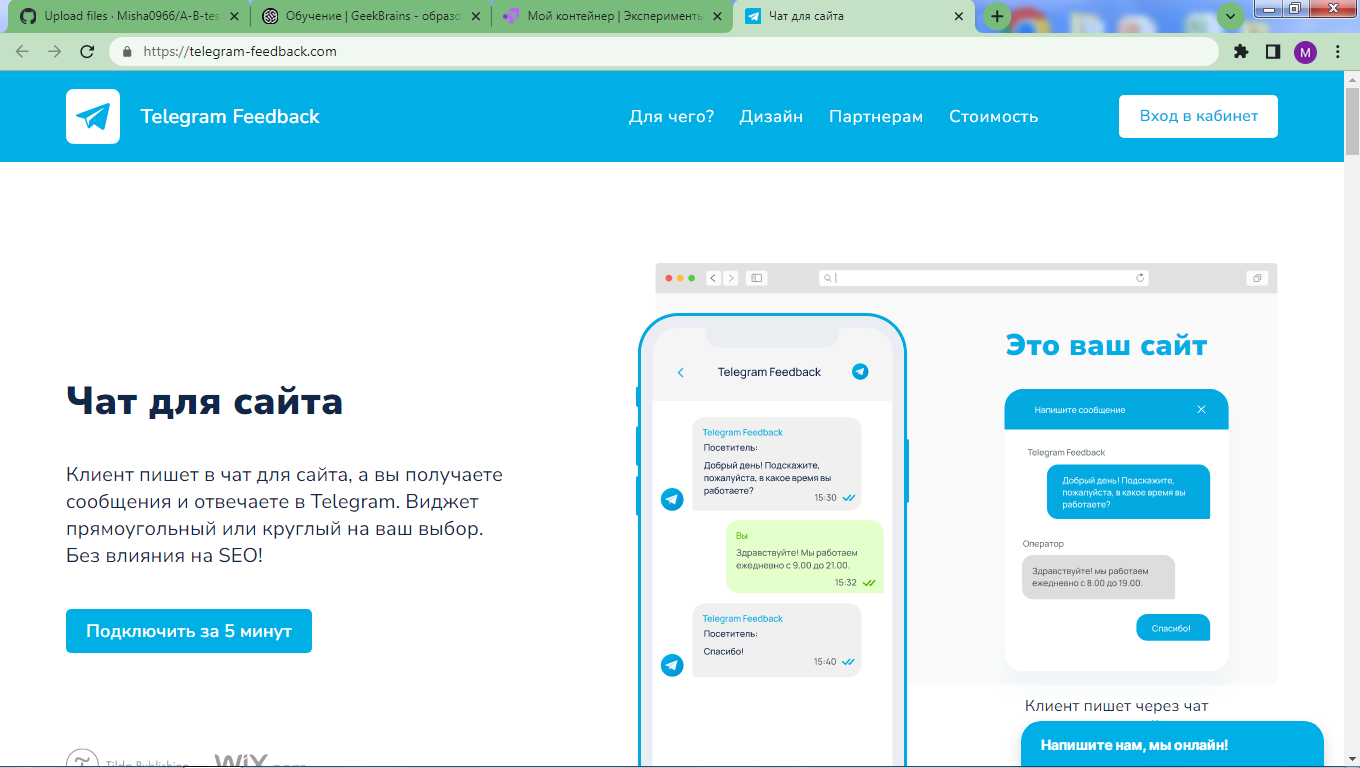 Upload files · Misha0966/A-B-tes
Обучение | GeekBrains - образо
Мой контейнер | Эксперименты
Чат для сайта
https://telegram-feedback.com
M
Telegram Feedback
Для чего?
Дизайн
Партнерам
Стоимость
Вход в кабинет
Чат для сайта
Клиент пишет в чат для сайта, а вы получаете
сообщения и отвечаете в Telegram. Виджет
прямоугольный или круглый на ваш выбор.
Без влияния на SEO!
Подключить за 5 минут
Tilda Publishing
WiX.com
Telegram Feedback
Telegram Feedback
Посетитель:
Добрый день! Подскажите,
пожалуйста, в какое время вы
работаете?
15:30
Вы
Здравствуйте! Мы работаем
ежедневно с 9.00 до 21.00.
15:32
Telegram Feedback
Посетитель:
Спасибо!
15:40
Это ваш сайт
Напишите сообщение
Telegram Feedback
Добрый день! Подскажите,
пожалуйста, в какое время вы
работаете?
Оператор
Здравствуйте! мы работаем
ежедневно с 8.00 до 19.00.
Спасибо!
Клиент пишет через чат
Напишите нам, мы онлайн!